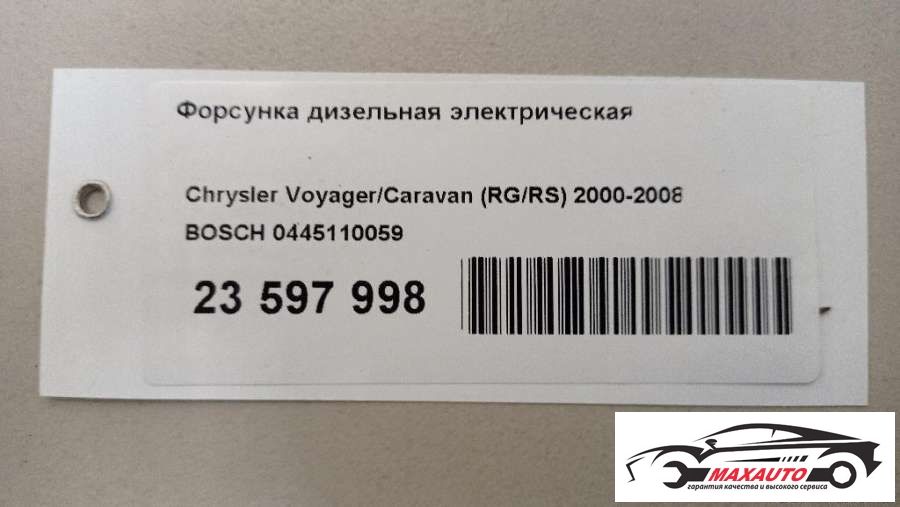 Форсунка дизельная электрическая
Chrysler Voyager/Caravan (RG/RS) 2000-2008
BOSCH 0445110059
23 597 998
MAXAUTO
гарантия качества и высокого сервиса